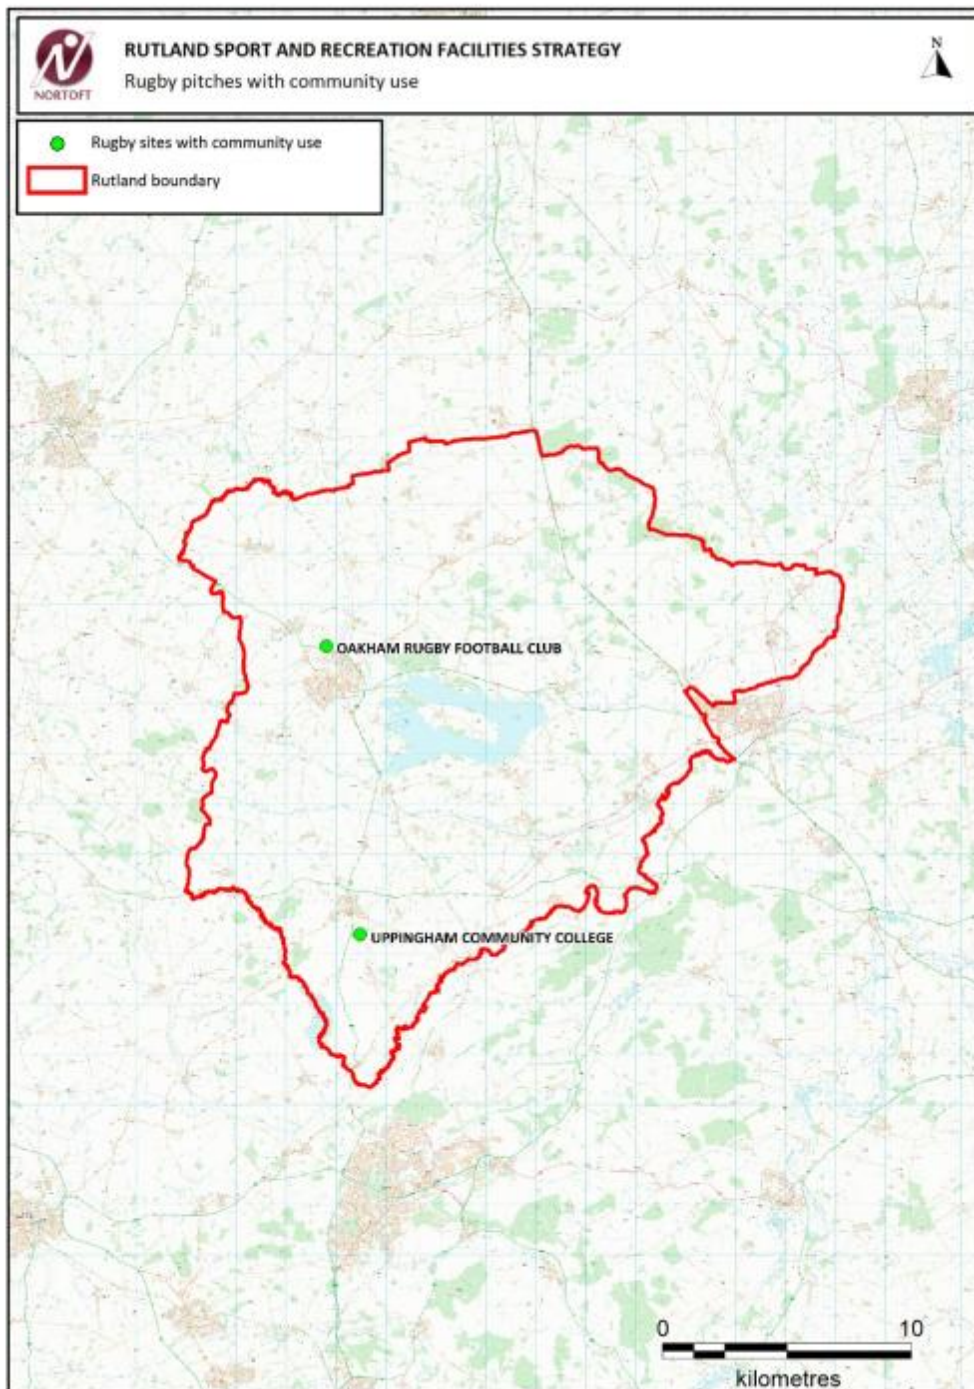 RUTLAND SPORT AND RECREATION FACILITIES STRATEGY
Rugby pitches with community use
N
NORTOFT
Rugby sites with community use
Rutland boundary
OAKHAM RUGBY FOOTBALL CLUB
UPPINGHAM COMMUNITY COLLEGE
0 10
kilometres